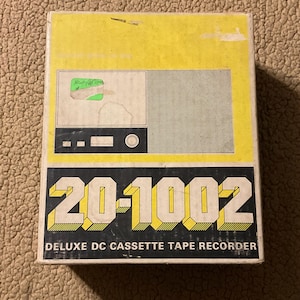 20-1002
DELUXE DC CASSETTE TAPE RECORDER